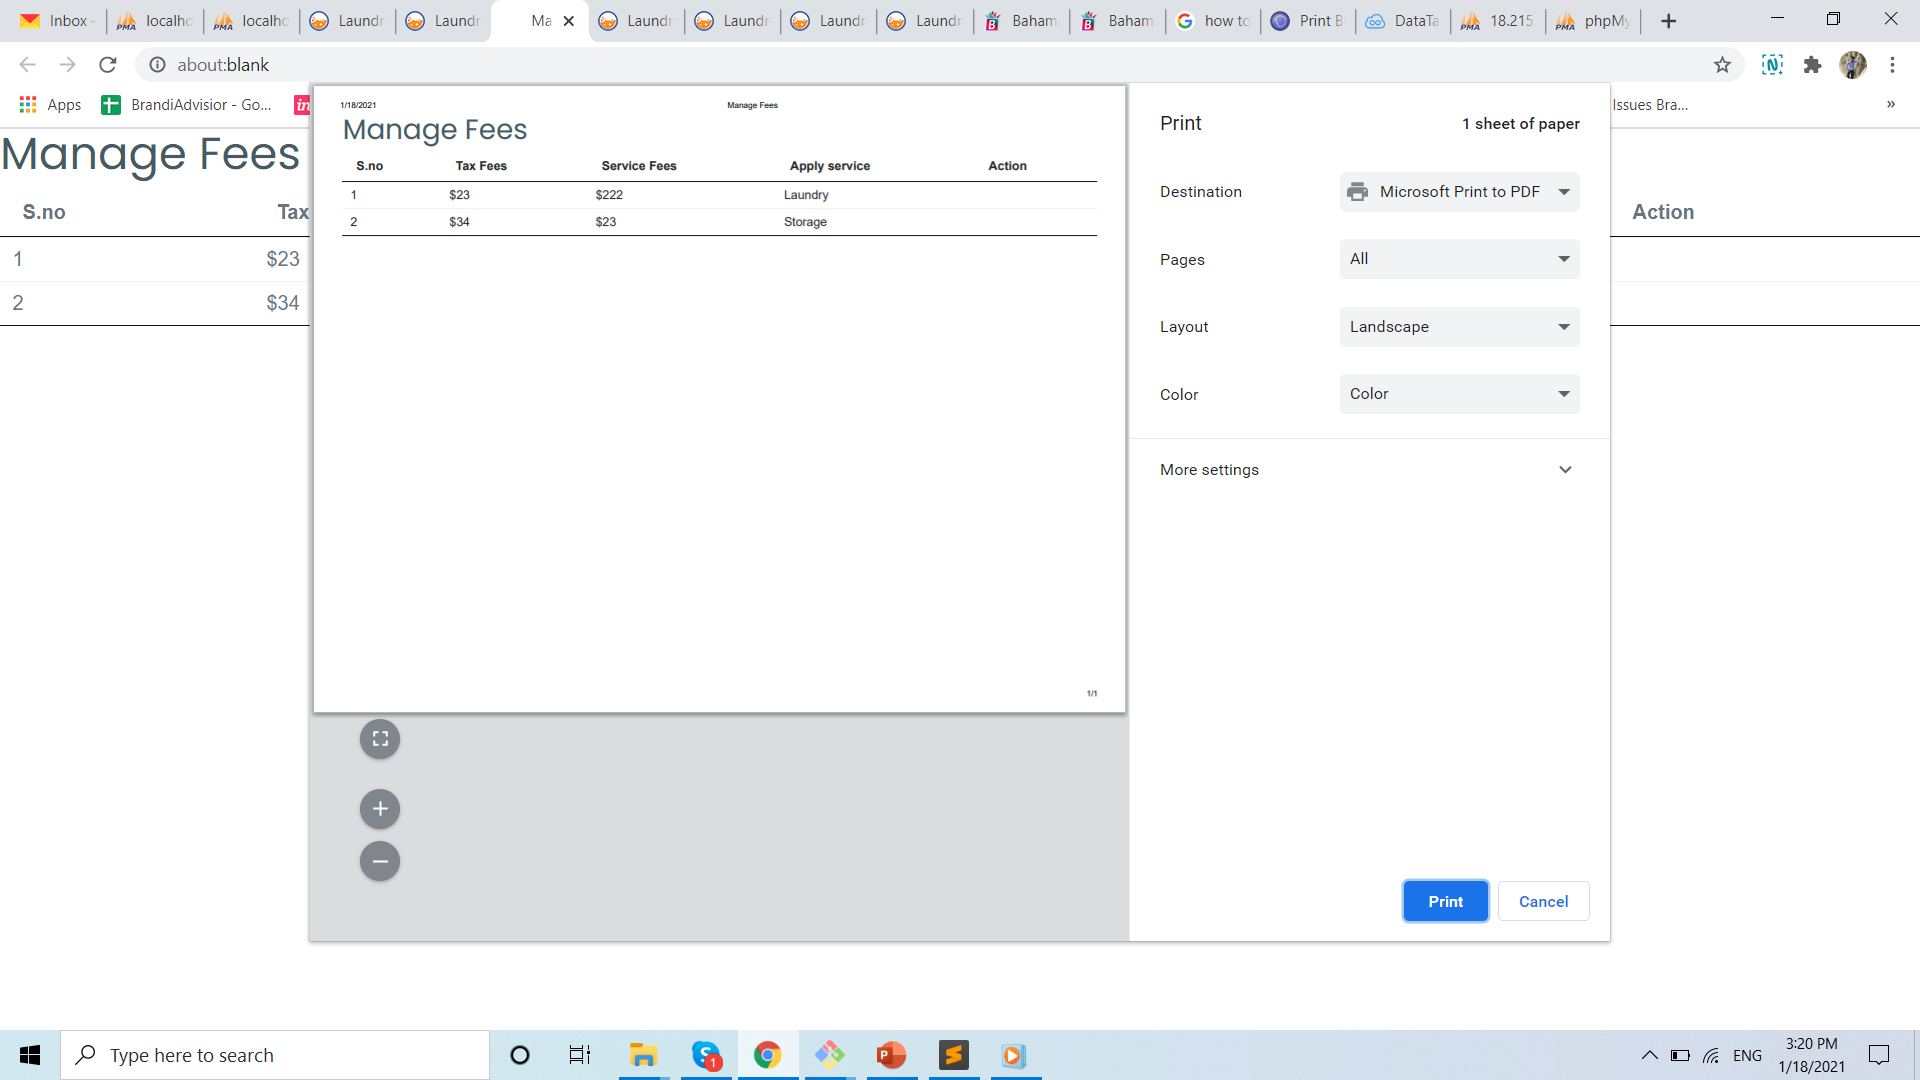 Inbox - localho localho Laundr Laundr Ma Laundr Laundr Laundr Laundr Baham Baham how to Print B DataTa 18.215 phpMy
about:blank
Apps BrandiAdvisior - Go... in Issues Bra... »
Manage Fees
S.no Tax Action
1 $23
2 $34
1/18/2021 Manage Fees
Manage Fees
S.no Tax Fees Service Fees Apply service Action
1 $23 $222 Laundry
2 $34 $23 Storage
1/1
Print 1 sheet of paper
Destination Microsoft Print to PDF
Pages All
Layout Landscape
Color Color
More settings
Print Cancel
Type here to search
1
ENG
3:20 PM
1/18/2021